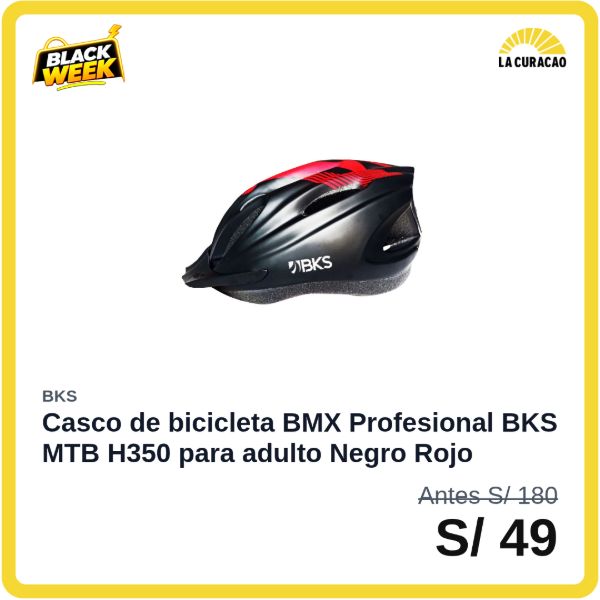 BLACK
WEEK
LA CURACAO
BKS
BKS
Casco de bicicleta BMX Profesional BKS
MTB H350 para adulto Negro Rojo
Antes S/ 180
S/ 49